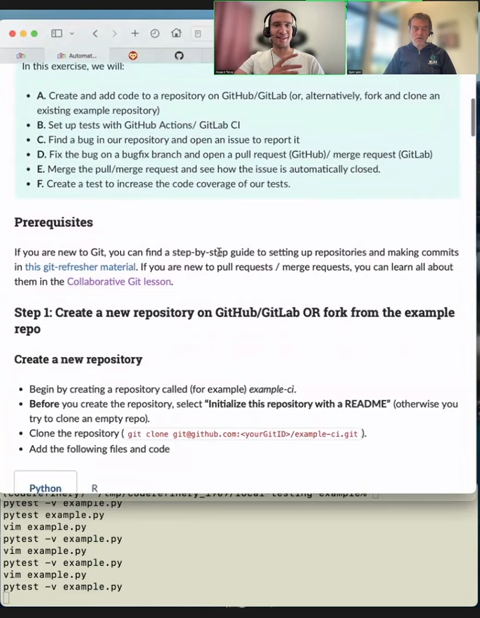 Automat...
In this exercise, we will:
• A. Create and add code to a repository on GitHub/GitLab (or, alternatively, fork and clone an
existing example repository)
• B. Set up tests with GitHub Actions/ GitLab CI
• C. Find a bug in our repository and open an issue to report it
• D. Fix the bug on a bugfix branch and open a pull request (GitHub)/ merge request (GitLab)
• E. Merge the pull/merge request and see how the issue is automatically closed.
• F. Create a test to increase the code coverage of our tests.
Prerequisites
If you are new to Git, you can find a step-by-step guide to setting up repositories and making commits
in this git-refresher material. If you are new to pull requests / merge requests, you can learn all about
them in the Collaborative Git lesson.
Step 1: Create a new repository on GitHub/GitLab OR fork from the example
repo
Create a new repository
• Begin by creating a repository called (for example) example-ci.
• Before you create the repository, select "Initialize this repository with a README" (otherwise you
try to clone an empty repo).
• Clone the repository ( git clone git@github.com:<yourGitID>/example-ci.git ).
• Add the following files and code
Python R
pytest -v example.py
pytest example.py
vim example.py
pytest -v example.py
vim example.py
pytest -v example.py
vim example.py
pytest -v example.py